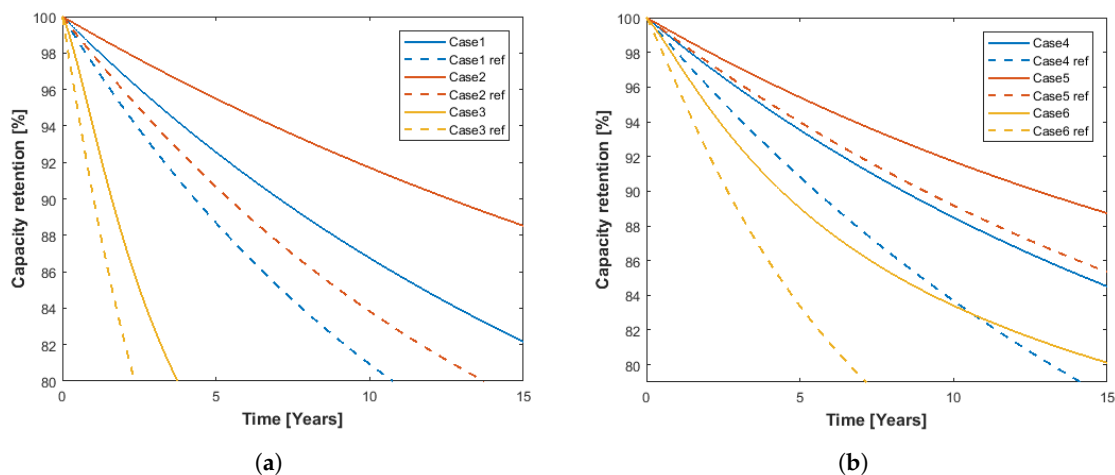 100
98
96
94
92
90
88
86
84
82
80
0
5
10
15
Capacity retention [%]
Time [Years]
Case1
Case1 ref
Case2
Case2 ref
Case3
Case3 ref
(a)
100
98
96
94
92
90
88
86
84
82
80
0
5
10
15
Capacity retention [%]
Time [Years]
Case4
Case4 ref
Case5
Case5 ref
Case6
Case6 ref
(b)